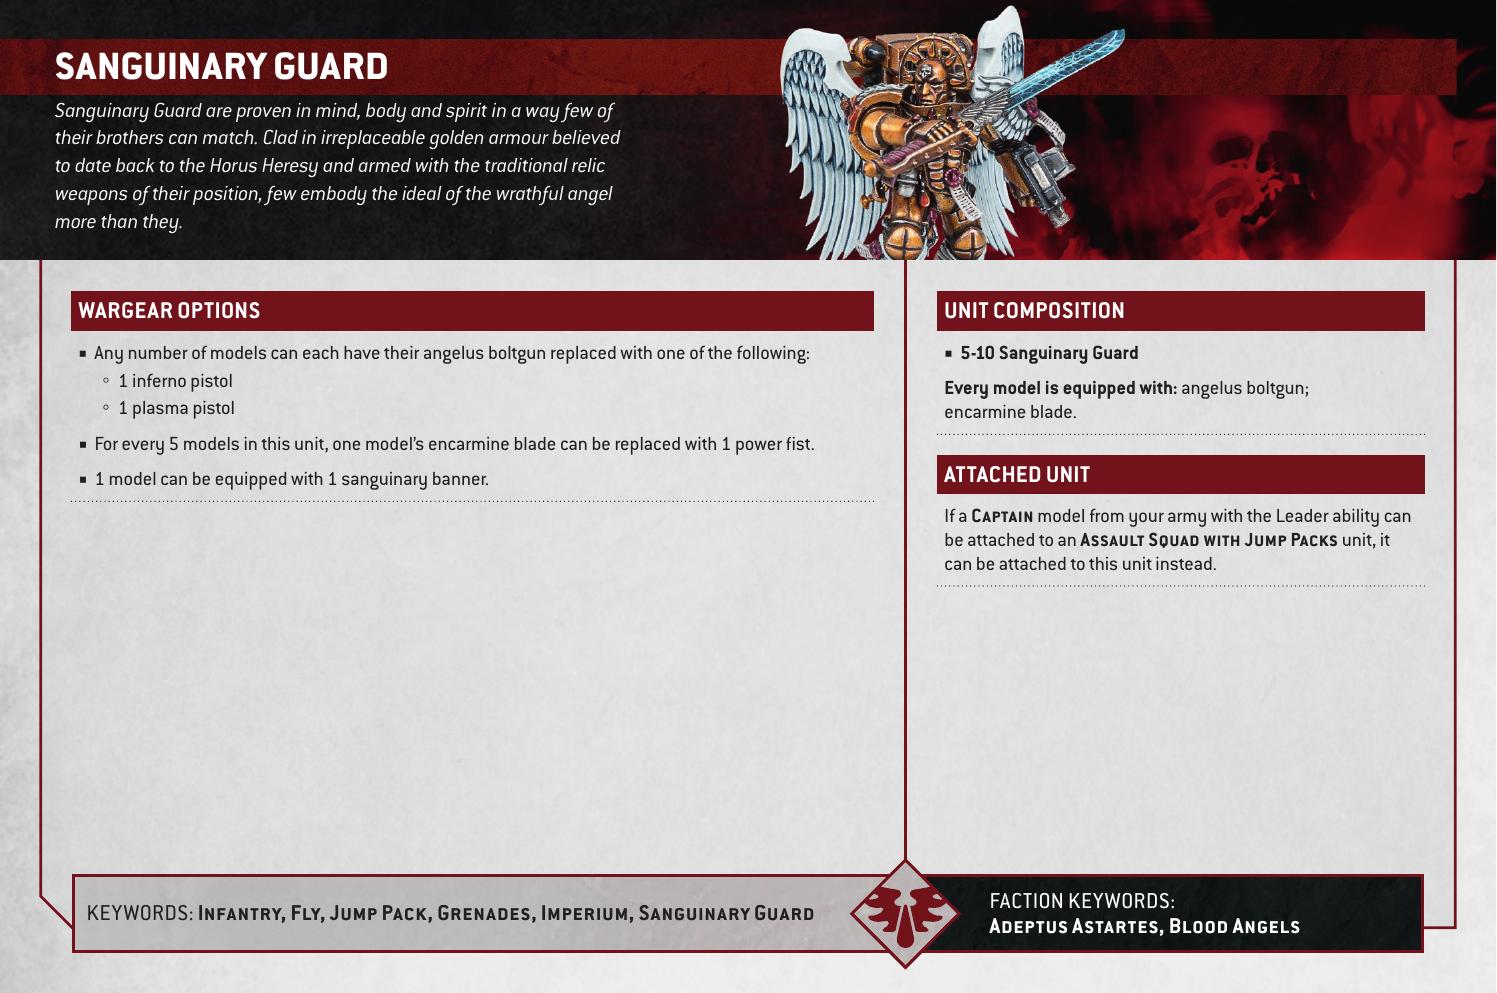 SANGUINARY GUARD
Sanguinary Guard are proven in mind, body and spirit in a way few of
their brothers can match. Clad in irreplaceable golden armour believed
to date back to the Horus Heresy and armed with the traditional relic
weapons of their position, few embody the ideal of the wrathful angel
more than they.
WARGEAR OPTIONS
■ Any number of models can each have their angelus boltgun replaced with one of the following:
◦ 1 inferno pistol
◦ 1 plasma pistol
■ For every 5 models in this unit, one model’s encarmine blade can be replaced with 1 power fist.
■ 1 model can be equipped with 1 sanguinary banner.
UNIT COMPOSITION
■ 5-10 Sanguinary Guard
Every model is equipped with: angelus boltgun;
encarmine blade.
ATTACHED UNIT
If a Captain model from your army with the Leader ability can
be attached to an Assault Squad with Jump Packs unit, it
can be attached to this unit instead.
KEYWORDS: Infantry, Fly, Jump Pack, Grenades, Imperium, Sanguinary Guard
FACTION KEYWORDS:
Adeptus Astartes, Blood Angels